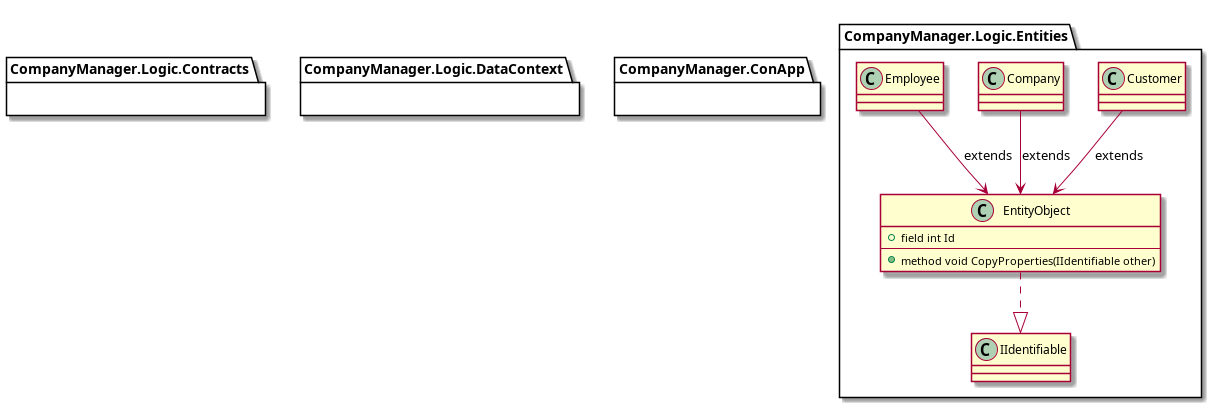 CompanyManager.Logic.Contracts
CompanyManager.Logic.DataContext
CompanyManager.ConApp
CompanyManager.Logic.Entities
C Employee
C Company
C Customer
extends
extends
extends
C EntityObject
field int Id
method void CopyProperties(IIdentifiable other)
C IIdentifiable